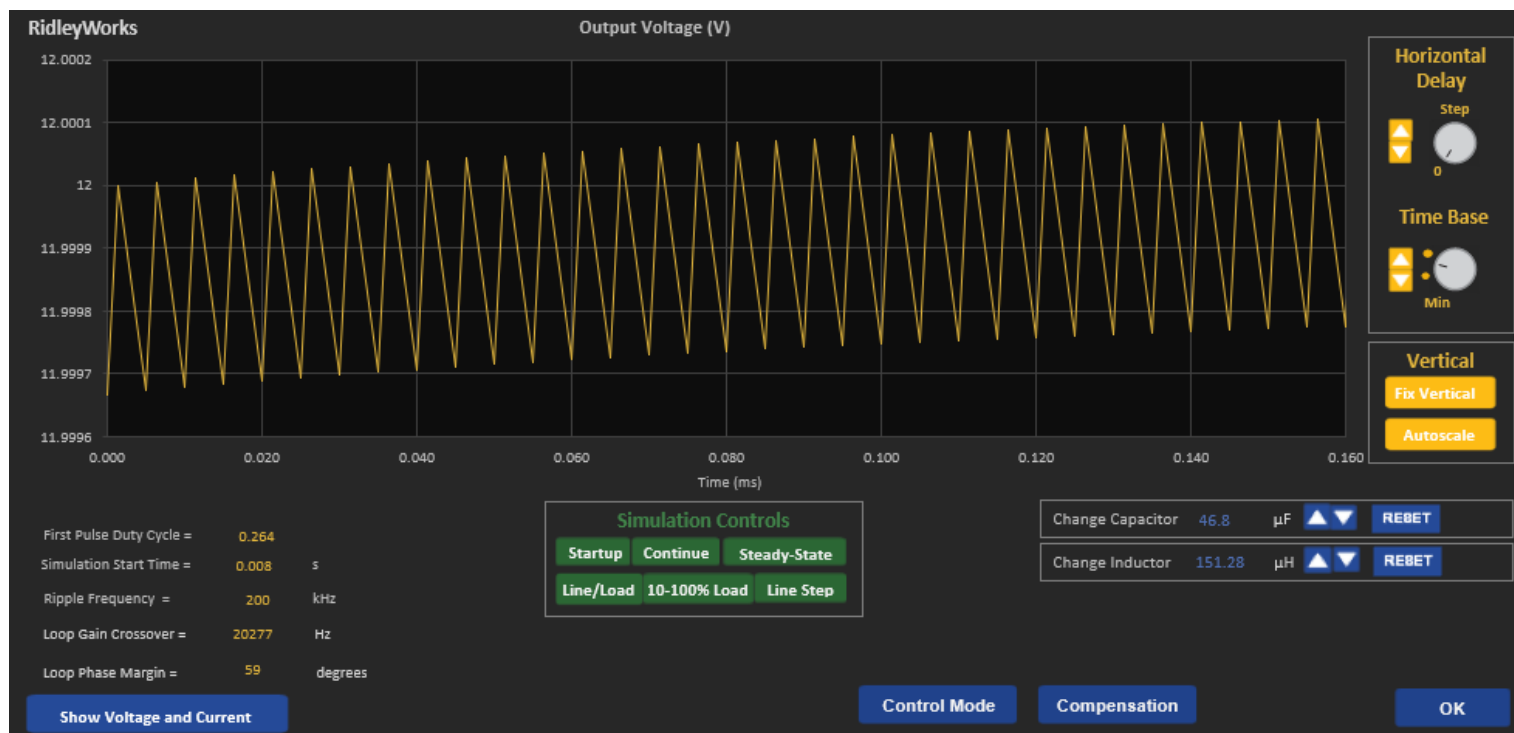 RidleyWorks
Output Voltage (V)
12.0002
12.0001
12
11.9999
11.9998
11.9997
11.9996
0.000 0.020 0.040 0.060 0.080 0.100 0.120 0.140 0.160
Time (ms)
Horizontal
Delay
Step
0
Time Base
Min
Vertical
Fix Vertical
Autoscale
First Pulse Duty Cycle = 0.264
Simulation Start Time = 0.008 s
Ripple Frequency = 200 kHz
Loop Gain Crossover = 20277 Hz
Loop Phase Margin = 59 degrees
Show Voltage and Current
Simulation Controls
Startup Continue Steady-State
Line/Load 10-100% Load Line Step
Change Capacitor 46.8 µF REBET
Change Inductor 151.28 µH REBET
Control Mode Compensation OK